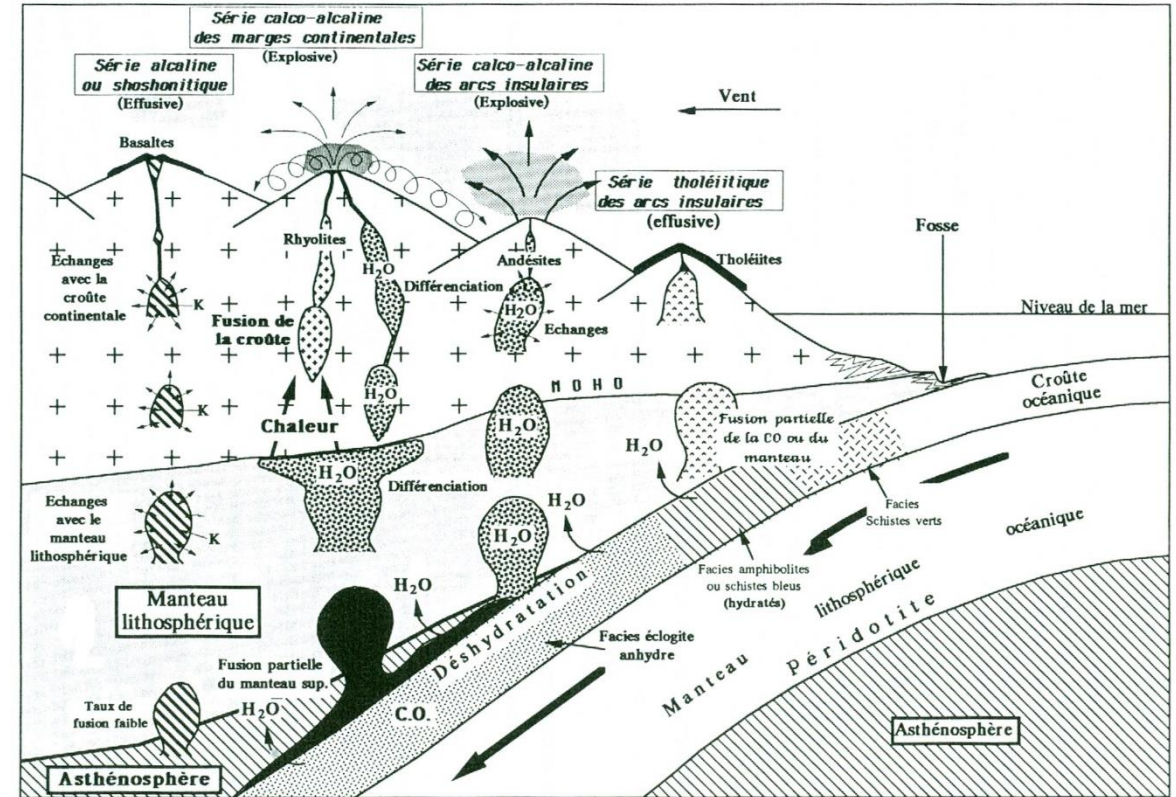 Série calco-alcaline
des marges continentales
(Explosive)
Série alcaline
ou shoshonitique
(Effusive)
Série calco-alcaline
des arcs insulaires
(Explosive)
Vent
Basaltes
Série tholéiitique
des arcs insulaires
(effusive)
Fosse
Rhyolites
H₂O
Andésites
Tholéiites
Echanges
avec la
croûte
continentale
K
Différenciation
H₂O
Echanges
Niveau de la mer
Fusion de
la croûte
MOHO
Croûte
océanique
K
H₂O
Chaleur
H₂O
H₂O
Fusion partielle
de la CO ou du
manteau
H₂O
Différenciation
H₂O
Facies
Schistes verts
Echanges
avec le
manteau
lithosphérique
K
H₂O
Facies amphibolites
ou schistes bleus
(hydratés)
océanique
lithosphérique
Manteau
Péridotite
H₂O
Déshydratation
Manteau
lithosphérique
Facies éclogite
anhydre
Fusion partielle
du manteau sup.
Taux de
fusion faible
H₂O
C.O.
Asthénosphère
Asthénosphère